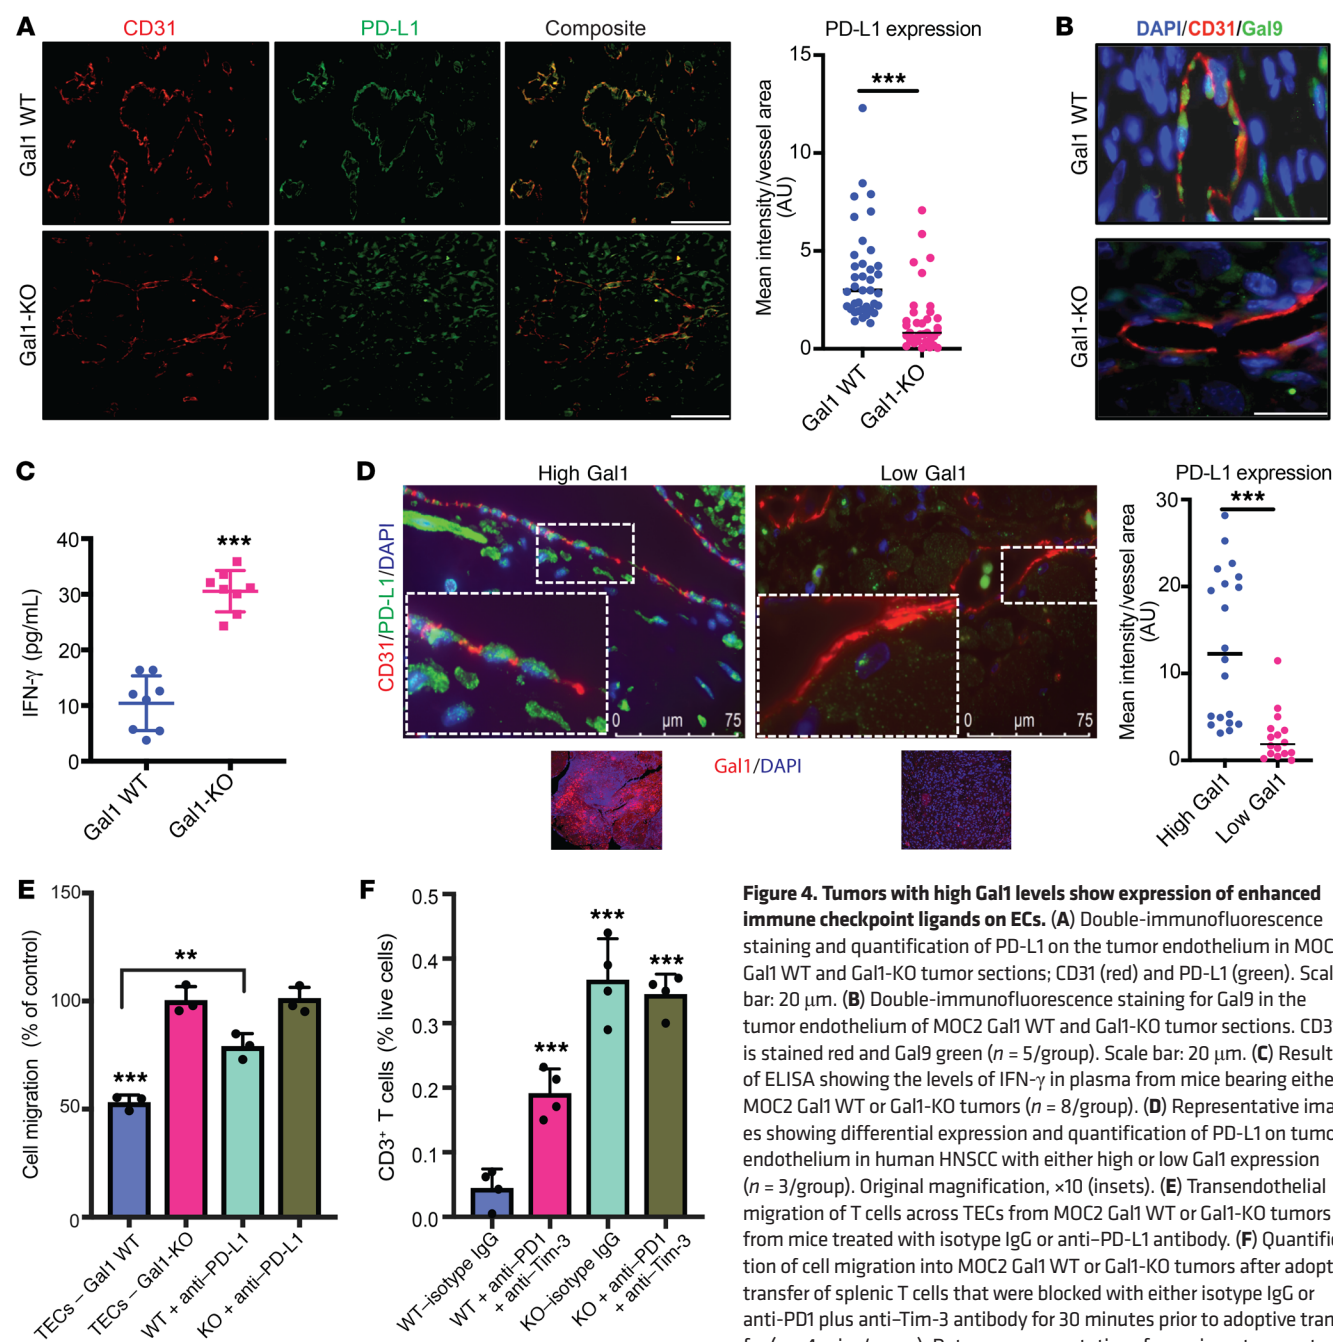 A
CD31
PD-L1
Composite
Gal1 WT
Gal1-KO
PD-L1 expression
Mean intensity/vessel area
(AU)
15
10
5
0
***
Gal1 WT
Gal1-KO
B
DAPI/CD31/Gal9
Gal1 WT
Gal1-KO
C
IFN-γ (pg/mL)
40
30
20
10
0
***
Gal1 WT
Gal1-KO
D
High Gal1
Low Gal1
CD31/PD-L1/DAPI
0 µm 75
0 µm 75
Gal1/DAPI
PD-L1 expression
Mean intensity/vessel area
(AU)
30
20
10
0
***
High Gal1
Low Gal1
E
Cell migration (% of control)
150
100
50
0
***
**
TECs – Gal1 WT
TECs – Gal1-KO
WT + anti–PD-L1
KO + anti–PD-L1
F
CD3⁺ T cells (% live cells)
0.5
0.4
0.3
0.2
0.1
0.0
***
***
***
WT–isotype IgG
WT + anti–PD1
+ anti–Tim-3
KO–isotype IgG
KO + anti–PD1
+ anti–Tim-3
Figure 4. Tumors with high Gal1 levels show expression of enhanced
immune checkpoint ligands on ECs. (A) Double-immunofluorescence
staining and quantification of PD-L1 on the tumor endothelium in MOC
Gal1 WT and Gal1-KO tumor sections; CD31 (red) and PD-L1 (green). Scal
bar: 20 μm. (B) Double-immunofluorescence staining for Gal9 in the
tumor endothelium of MOC2 Gal1 WT and Gal1-KO tumor sections. CD3
is stained red and Gal9 green (n = 5/group). Scale bar: 20 μm. (C) Result
of ELISA showing the levels of IFN-γ in plasma from mice bearing eithe
MOC2 Gal1 WT or Gal1-KO tumors (n = 8/group). (D) Representative ima
es showing differential expression and quantification of PD-L1 on tumo
endothelium in human HNSCC with either high or low Gal1 expression
(n = 3/group). Original magnification, ×10 (insets). (E) Transendothelial
migration of T cells across TECs from MOC2 Gal1 WT or Gal1-KO tumors
from mice treated with isotype IgG or anti–PD-L1 antibody. (F) Quantific
tion of cell migration into MOC2 Gal1 WT or Gal1-KO tumors after adopt
transfer of splenic T cells that were blocked with either isotype IgG or
anti-PD1 plus anti–Tim-3 antibody for 30 minutes prior to adoptive tran